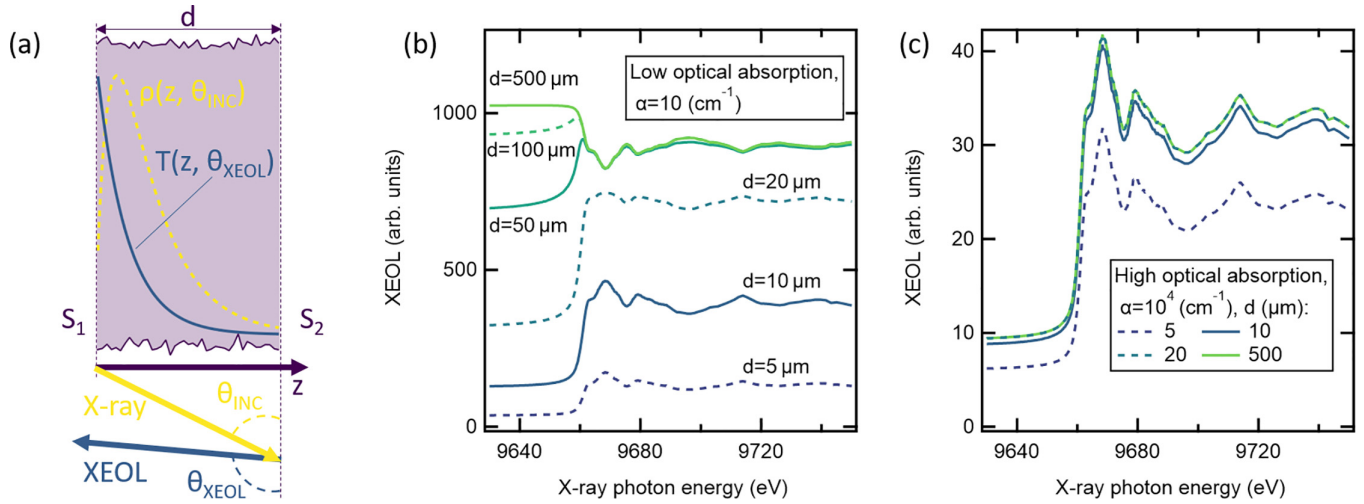 (a)
d
ρ(z, θINC)
T(z, θXEOL)
S1
S2
z
X-ray
θINC
XEOL
θXEOL
(b)
XEOL (arb. units)
1000
500
0
d=500 µm
Low optical absorption,
α=10 (cm⁻¹)
d=100 µm
d=20 µm
d=50 µm
d=10 µm
d=5 µm
9640
9680
9720
X-ray photon energy (eV)
(c)
XEOL (arb. units)
40
30
20
10
0
High optical absorption,
α=10⁴ (cm⁻¹), d (µm):
5 10
20 500
9640
9680
9720
X-ray photon energy (eV)